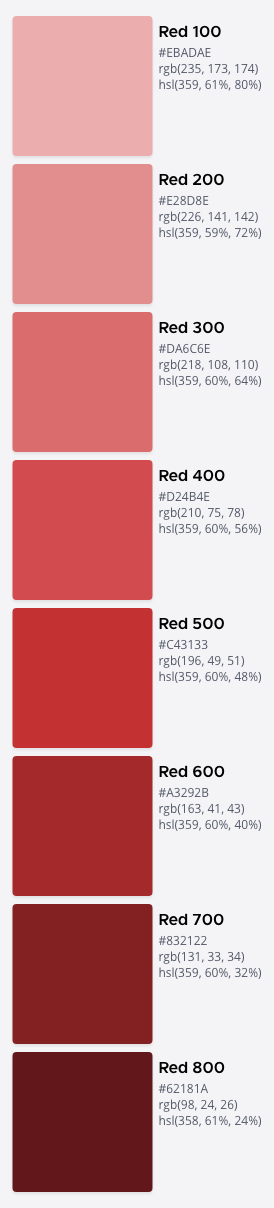 Red 100
#EBADAE
rgb(235, 173, 174)
hsl(359, 61%, 80%)
Red 200
#E28D8E
rgb(226, 141, 142)
hsl(359, 59%, 72%)
Red 300
#DA6C6E
rgb(218, 108, 110)
hsl(359, 60%, 64%)
Red 400
#D24B4E
rgb(210, 75, 78)
hsl(359, 60%, 56%)
Red 500
#C43133
rgb(196, 49, 51)
hsl(359, 60%, 48%)
Red 600
#A3292B
rgb(163, 41, 43)
hsl(359, 60%, 40%)
Red 700
#832122
rgb(131, 33, 34)
hsl(359, 60%, 32%)
Red 800
#62181A
rgb(98, 24, 26)
hsl(358, 61%, 24%)